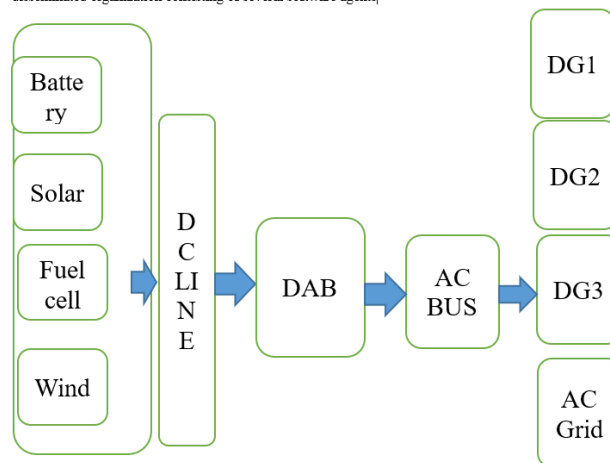 Batte
ry
Solar
Fuel
cell
Wind
D
C
LI
N
E
DAB
AC
BUS
DG1
DG2
DG3
AC
Grid